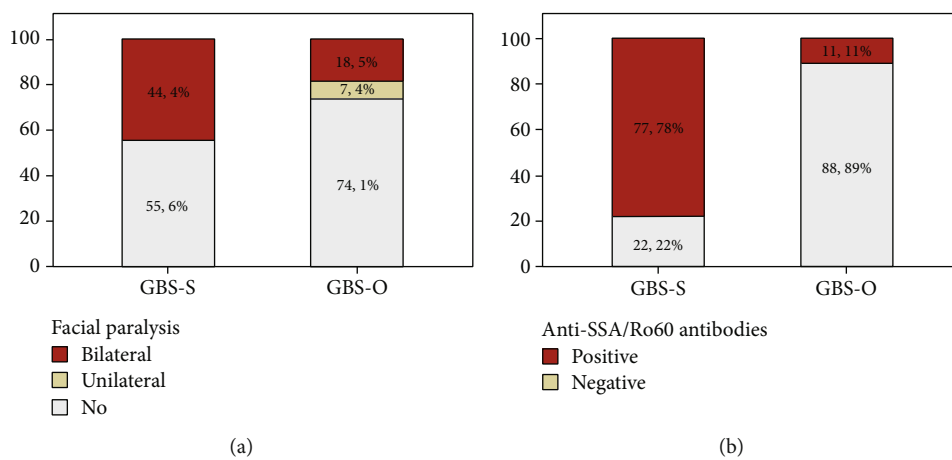 100
80
60
40
20
0
44, 4%
55, 6%
18, 5%
7, 4%
74, 1%
GBS-S
GBS-O
Facial paralysis
Bilateral
Unilateral
No
(a)
100
80
60
40
20
0
77, 78%
22, 22%
11, 11%
88, 89%
GBS-S
GBS-O
Anti-SSA/Ro60 antibodies
Positive
Negative
(b)